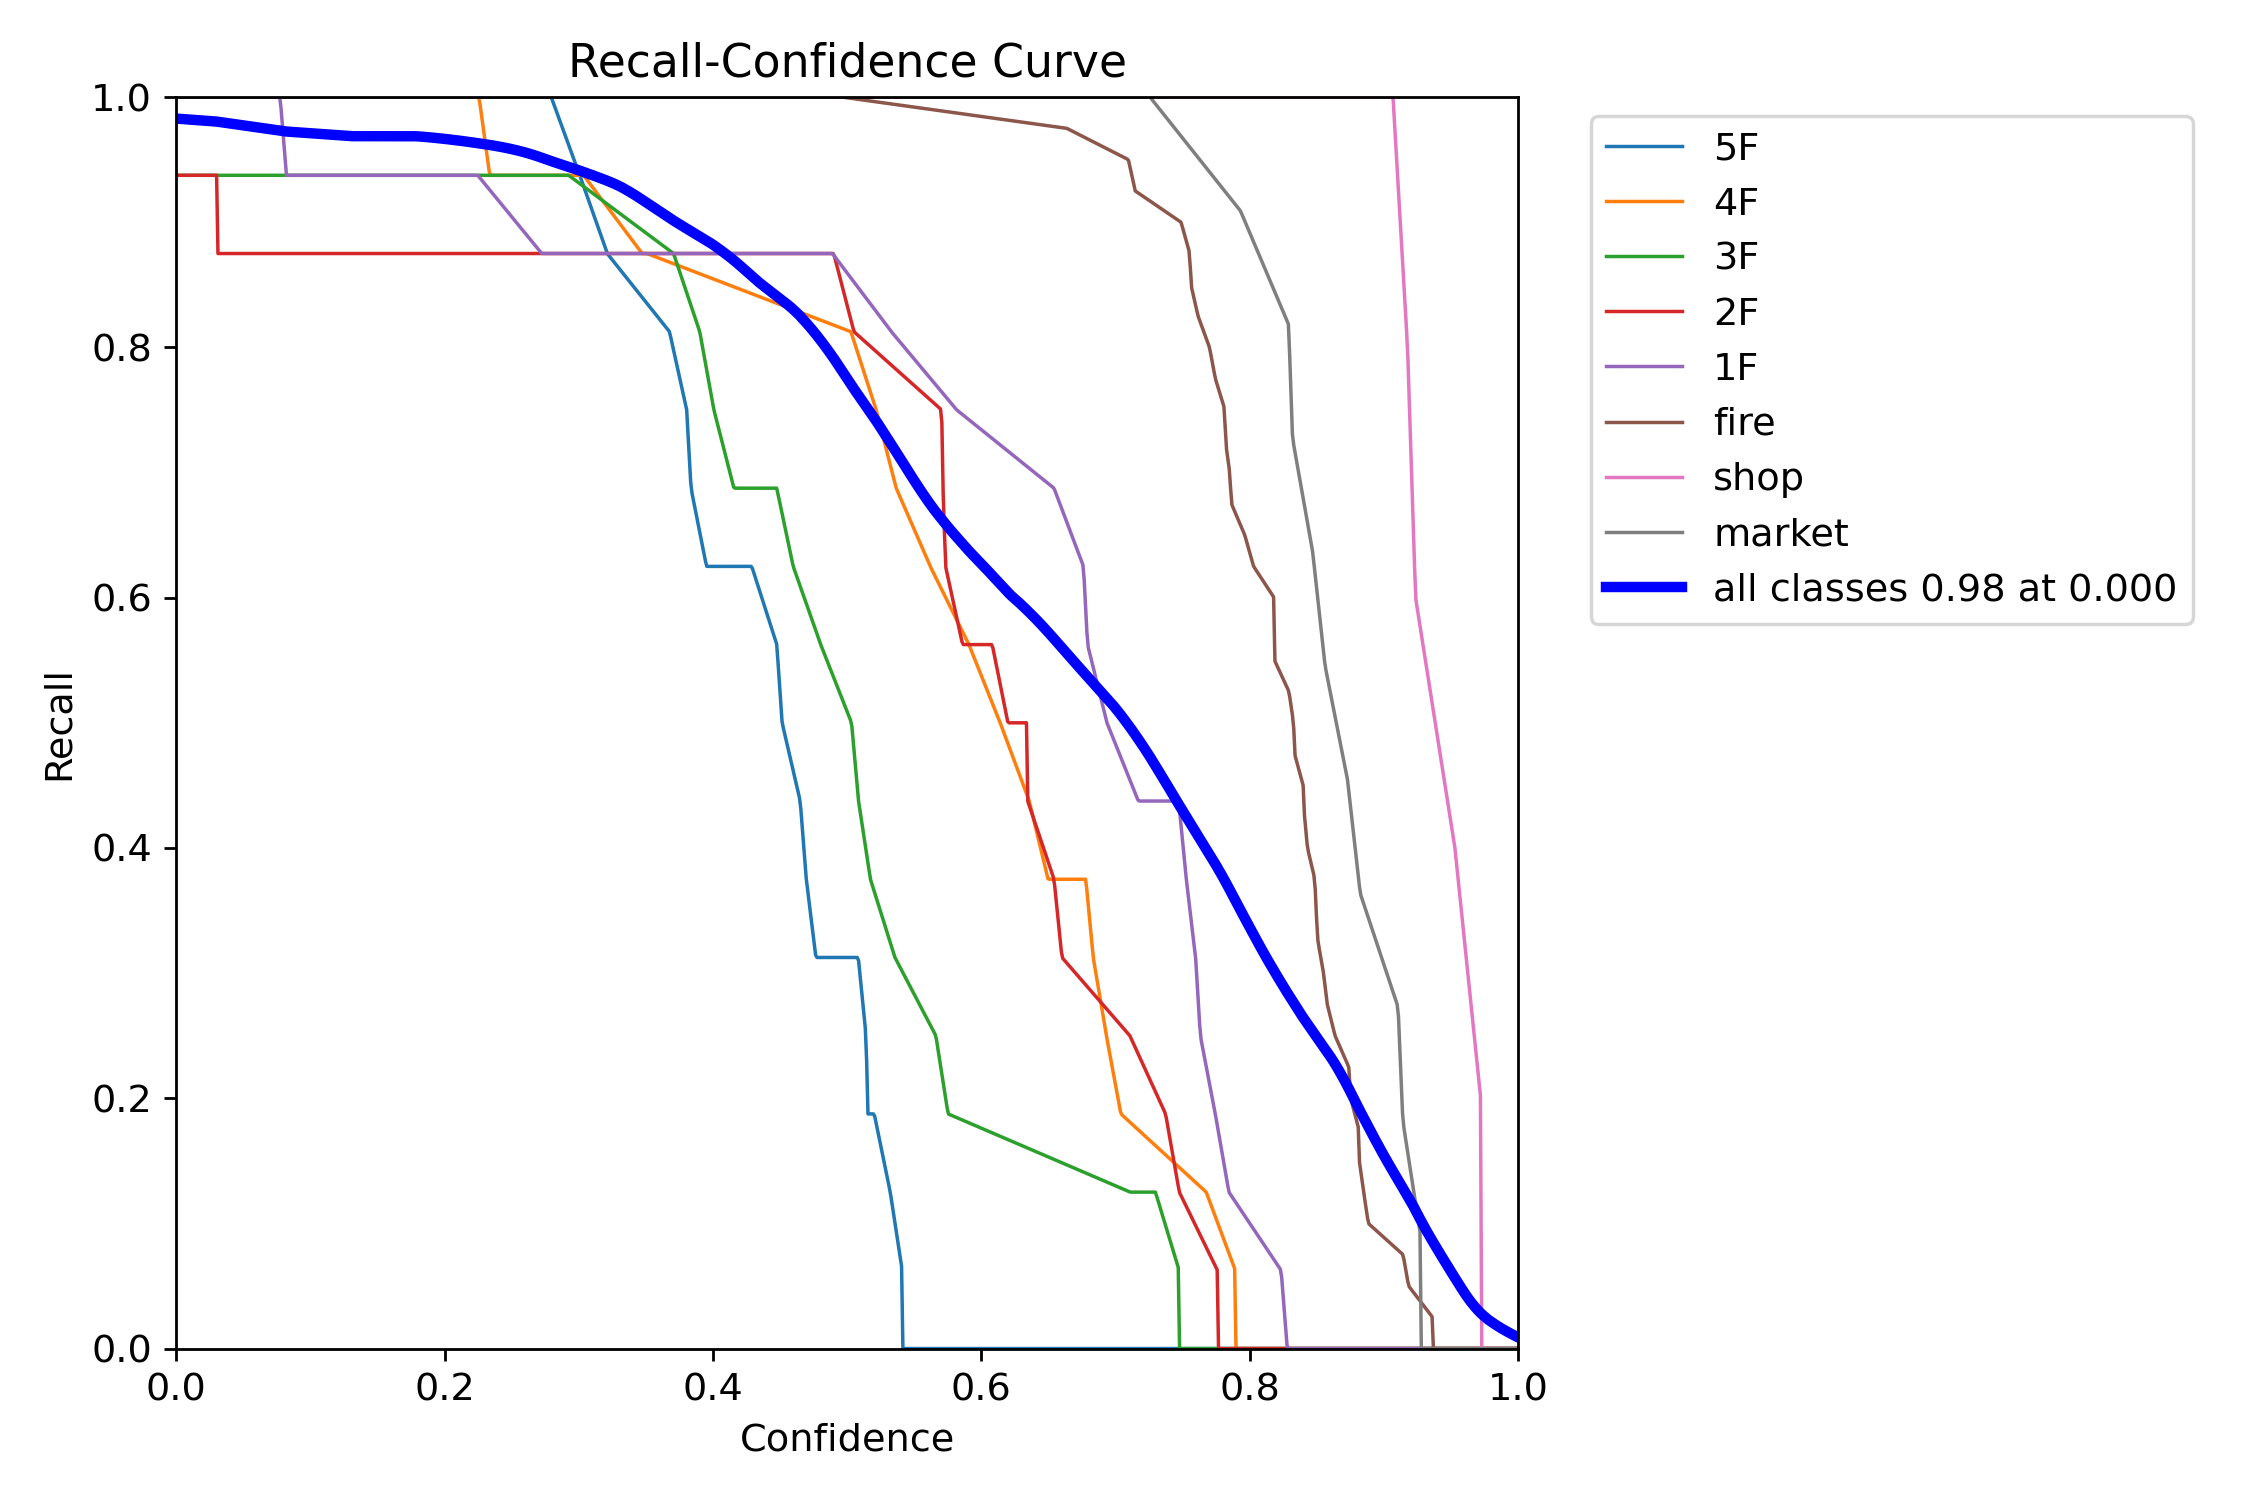 Recall-Confidence Curve
1.0
0.8
0.6
0.4
0.2
0.0
Recall
0.0 0.2 0.4 0.6 0.8 1.0
Confidence
5F
4F
3F
2F
1F
fire
shop
market
all classes 0.98 at 0.000